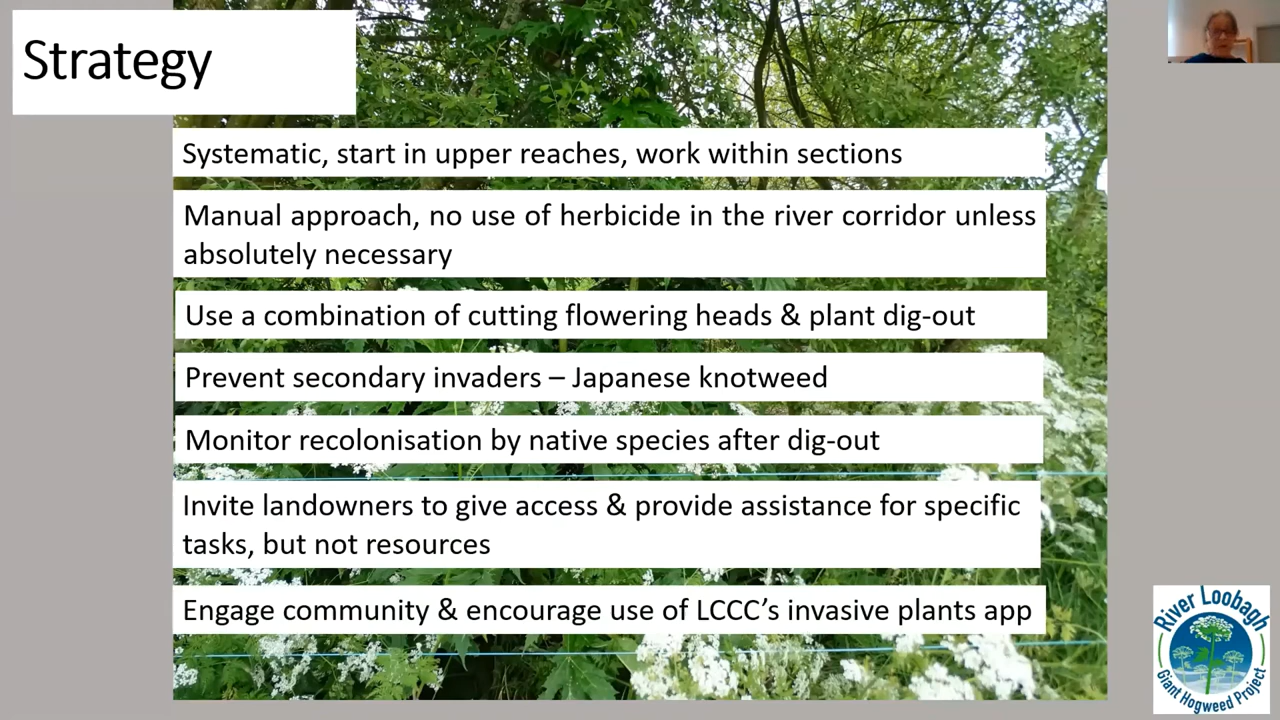 Strategy
Systematic, start in upper reaches, work within sections
Manual approach, no use of herbicide in the river corridor unless
absolutely necessary
Use a combination of cutting flowering heads & plant dig-out
Prevent secondary invaders – Japanese knotweed
Monitor recolonisation by native species after dig-out
Invite landowners to give access & provide assistance for specific
tasks, but not resources
Engage community & encourage use of LCCC’s invasive plants app
River Loobagh
Giant Hogweed Project